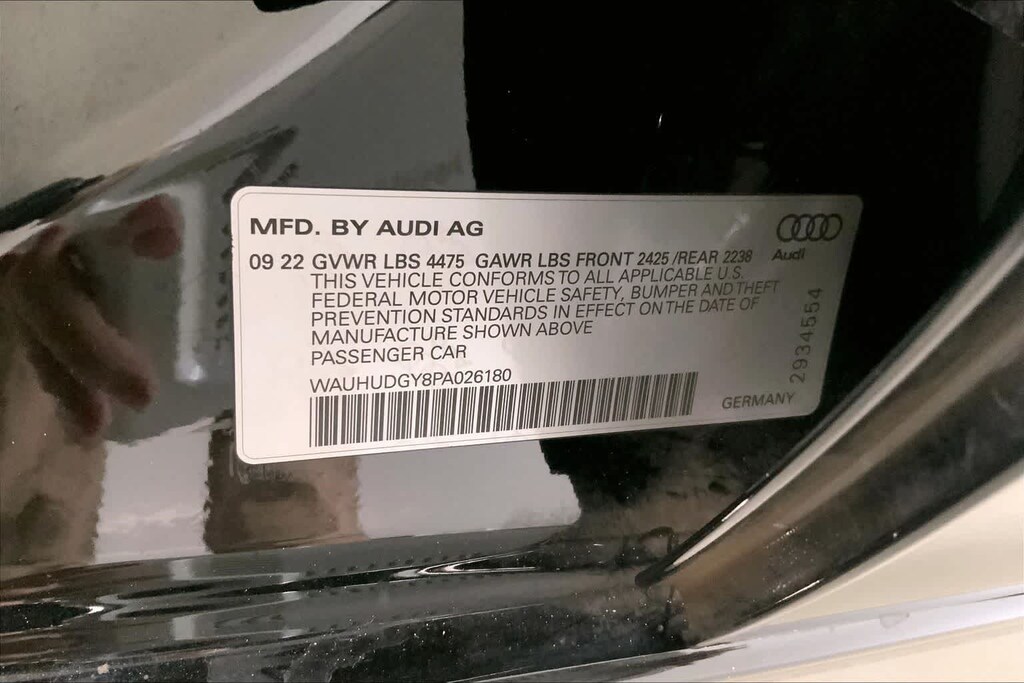 MFD. BY AUDI AG
Audi
09 22 GVWR LBS 4475 GAWR LBS FRONT 2425 /REAR 2238
THIS VEHICLE CONFORMS TO ALL APPLICABLE U.S.
FEDERAL MOTOR VEHICLE SAFETY, BUMPER AND THEFT
PREVENTION STANDARDS IN EFFECT ON THE DATE OF
MANUFACTURE SHOWN ABOVE
PASSENGER CAR
WAUHUDGY8PA026180
GERMANY
2934554